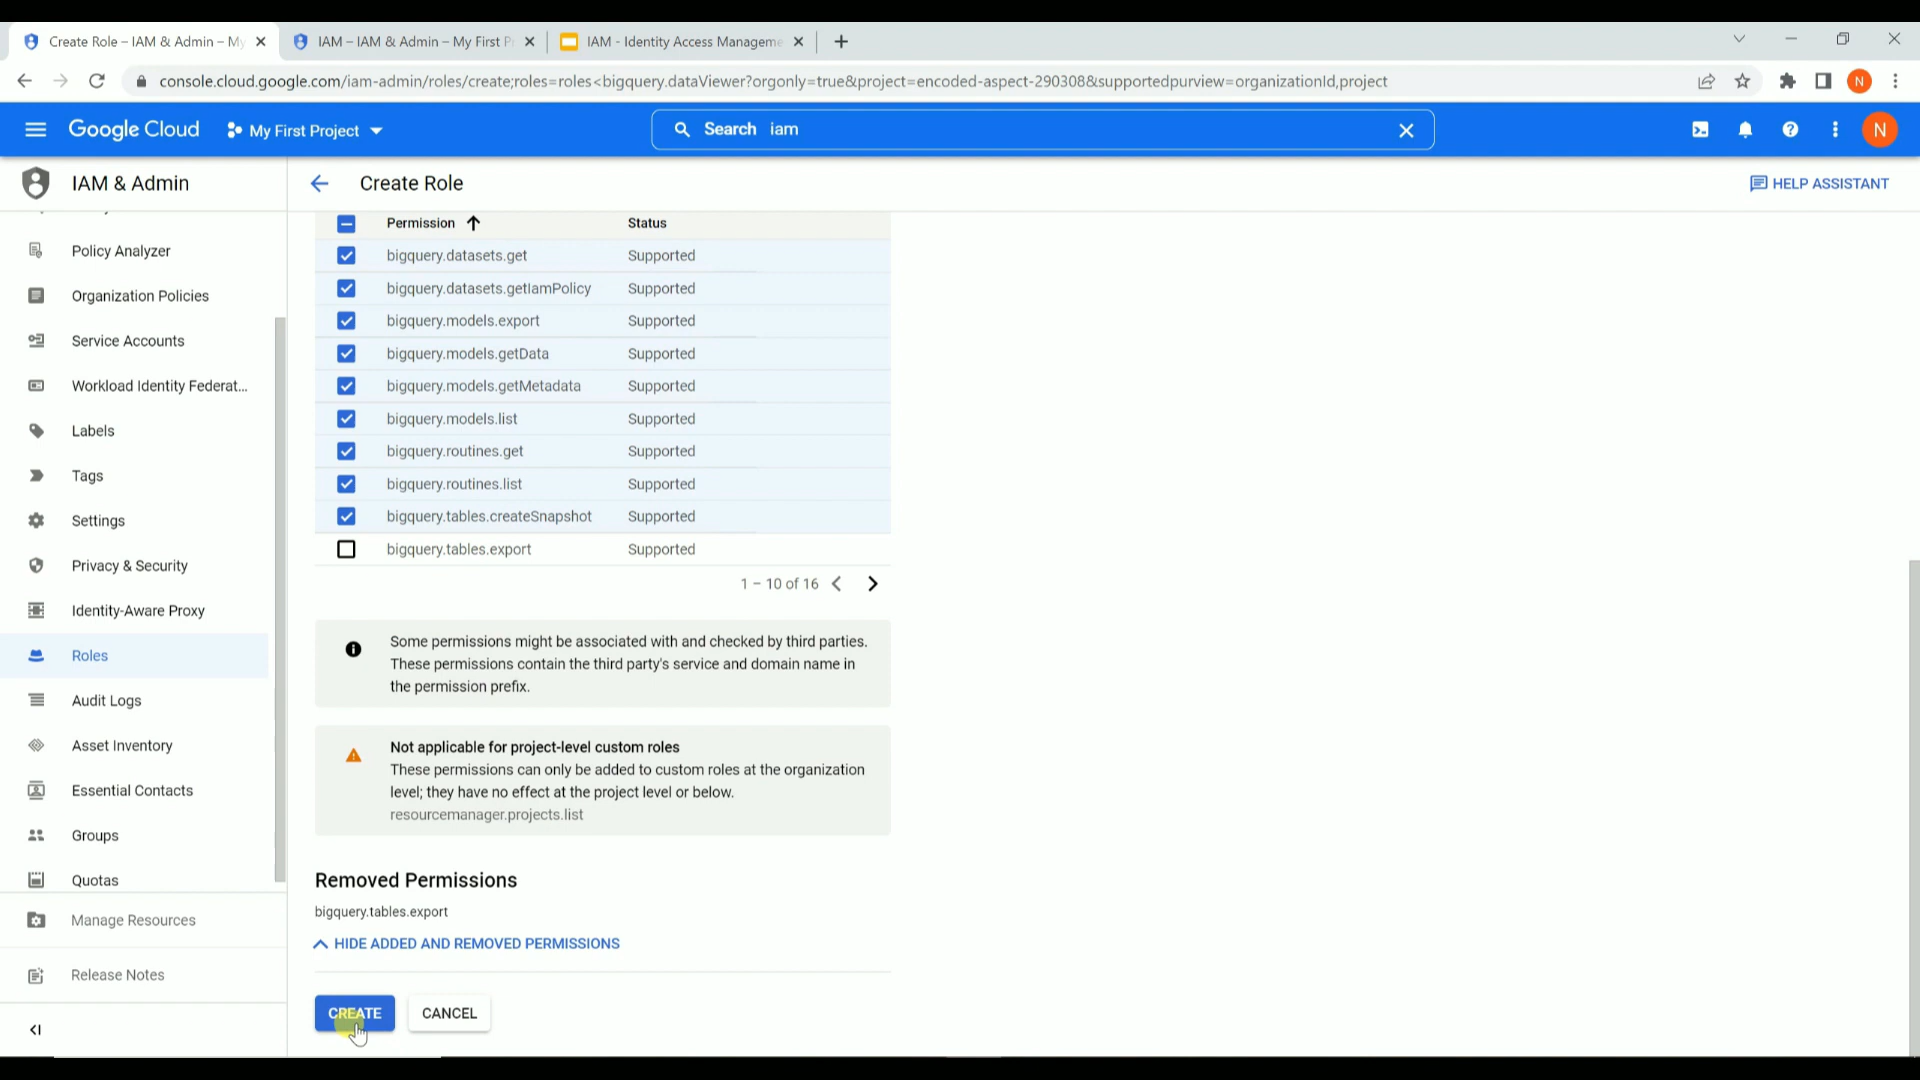 Create Role – IAM & Admin – My
IAM – IAM & Admin – My First P
IAM - Identity Access Manageme
console.cloud.google.com/iam-admin/roles/create;roles=roles<bigquery.dataViewer?orgonly=true&project=encoded-aspect-290308&supportedpurview=organizationId,project
N
Google Cloud
My First Project
Search iam
N
IAM & Admin
Create Role
HELP ASSISTANT
Policy Analyzer
Organization Policies
Service Accounts
Workload Identity Federat...
Labels
Tags
Settings
Privacy & Security
Identity-Aware Proxy
Roles
Audit Logs
Asset Inventory
Essential Contacts
Groups
Quotas
Manage Resources
Release Notes
Permission Status
bigquery.datasets.get Supported
bigquery.datasets.getIamPolicy Supported
bigquery.models.export Supported
bigquery.models.getData Supported
bigquery.models.getMetadata Supported
bigquery.models.list Supported
bigquery.routines.get Supported
bigquery.routines.list Supported
bigquery.tables.createSnapshot Supported
bigquery.tables.export Supported
1 – 10 of 16
Some permissions might be associated with and checked by third parties.
These permissions contain the third party's service and domain name in
the permission prefix.
Not applicable for project-level custom roles
These permissions can only be added to custom roles at the organization
level; they have no effect at the project level or below.
resourcemanager.projects.list
Removed Permissions
bigquery.tables.export
HIDE ADDED AND REMOVED PERMISSIONS
CREATE
CANCEL